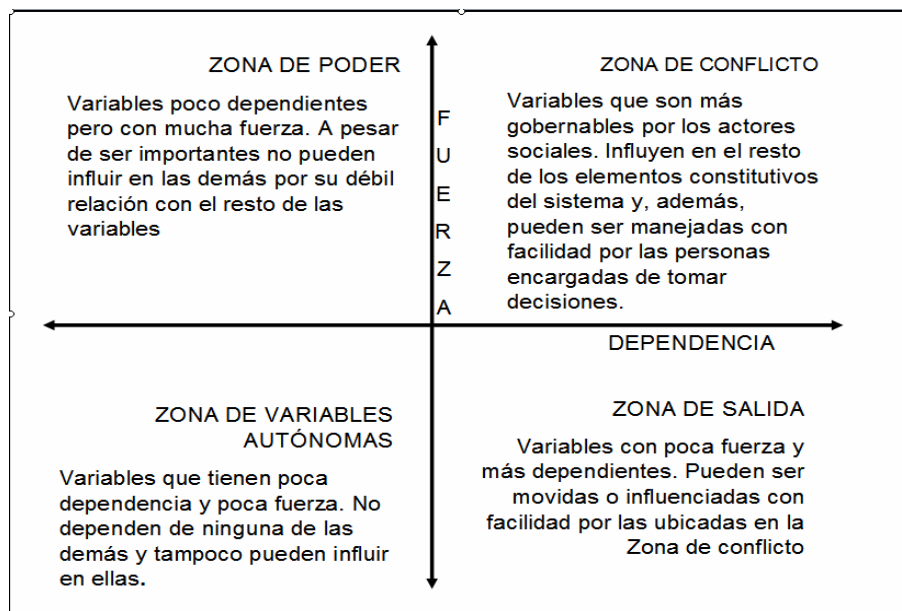 ZONA DE PODER
Variables poco dependientes
pero con mucha fuerza. A pesar
de ser importantes no pueden
influir en las demás por su débil
relación con el resto de las
variables
F
U
E
R
Z
A
ZONA DE CONFLICTO
Variables que son más
gobernables por los actores
sociales. Influyen en el resto
de los elementos constitutivos
del sistema y, además,
pueden ser manejadas con
facilidad por las personas
encargadas de tomar
decisiones.
DEPENDENCIA
ZONA DE VARIABLES
AUTÓNOMAS
Variables que tienen poca
dependencia y poca fuerza. No
dependen de ninguna de las
demás y tampoco pueden influir
en ellas.
ZONA DE SALIDA
Variables con poca fuerza y
más dependientes. Pueden ser
movidas o influenciadas con
facilidad por las ubicadas en la
Zona de conflicto